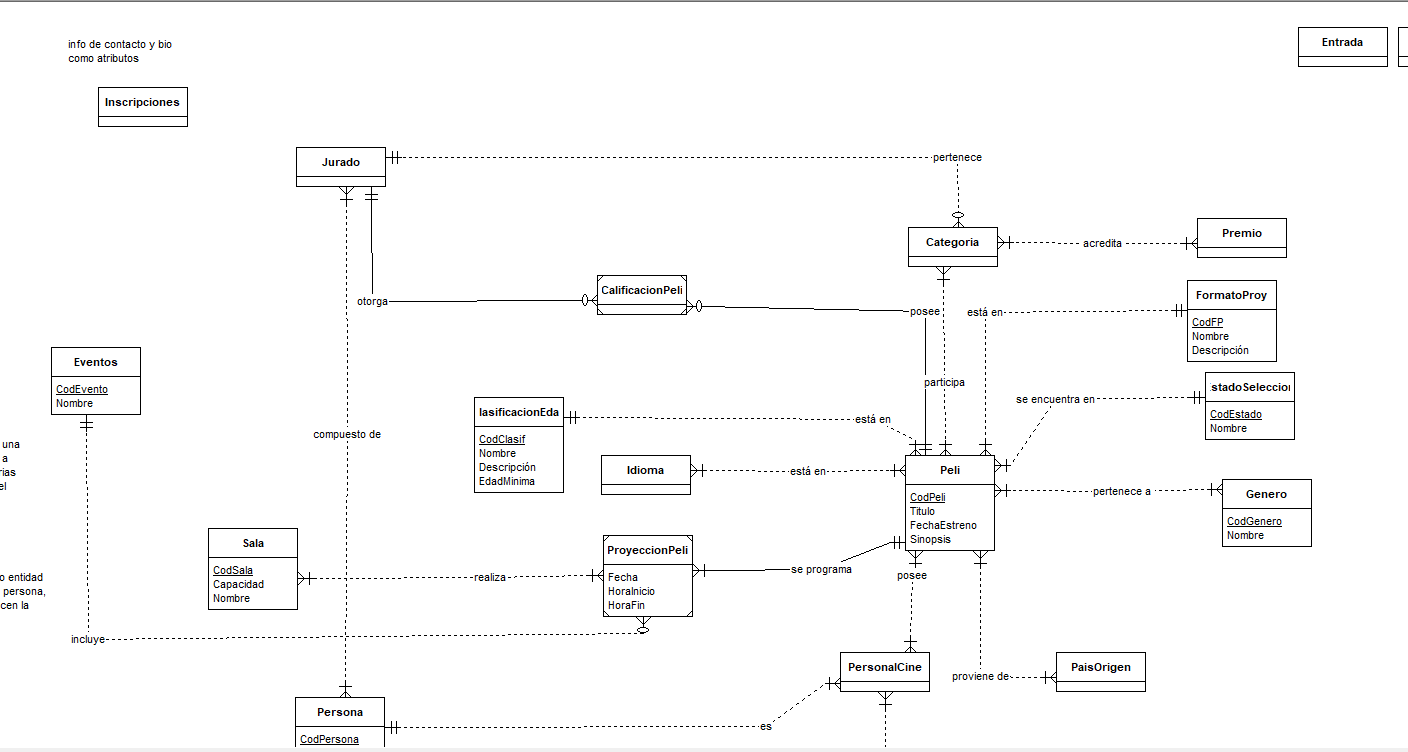 info de contacto y bio
como atributos
Entrada
Inscripciones
Jurado
pertenece
Categoria
acredita
Premio
CalificacionPeli
otorga
posee
está en
FormatoProy
CodFP
Nombre
Descripción
Eventos
CodEvento
Nombre
participa
se encuentra en
stadoSeleccion
CodEstado
Nombre
lasificacionEda
CodClasif
Nombre
Descripción
EdadMinima
está en
compuesto de
una
a
rias
el
Idioma
está en
Peli
CodPeli
Titulo
FechaEstreno
Sinopsis
pertenece a
Genero
CodGenero
Nombre
Sala
CodSala
Capacidad
Nombre
realiza
ProyeccionPeli
Fecha
HoraInicio
HoraFin
se programa
posee
o entidad
persona,
cen la
incluye
PersonalCine
proviene de
PaisOrigen
Persona
CodPersona
es